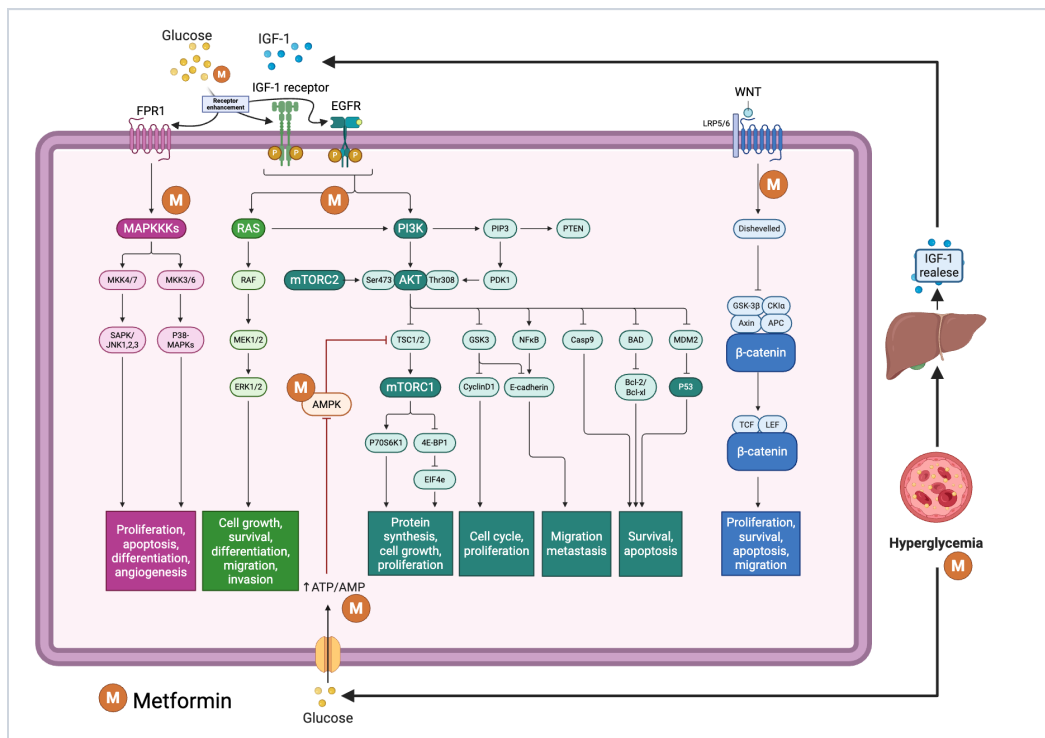 Glucose
IGF-1
M
Receptor
enhancement
IGF-1 receptor
EGFR
FPR1
WNT
LRP5/6
P
P
P
P
M
M
M
MAPKKKs
RAS
PI3K
PIP3
PTEN
Dishevelled
MKK4/7
MKK3/6
RAF
mTORC2
Ser473
AKT
Thr308
PDK1
IGF-1
realese
GSK-3β
CKIα
Axin
APC
β-catenin
SAPK/
JNK1,2,3
P38-
MAPKs
MEK1/2
TSC1/2
GSK3
NFκB
Casp9
BAD
MDM2
ERK1/2
M
AMPK
mTORC1
CyclinD1
E-cadherin
Bcl-2/
Bcl-xl
P53
TCF
LEF
β-catenin
P70S6K1
4E-BP1
EIF4e
Proliferation,
apoptosis,
differentiation,
angiogenesis
Cell growth,
survival,
differentiation,
migration,
invasion
Protein
synthesis,
cell growth,
proliferation
Cell cycle,
proliferation
Migration
metastasis
Survival,
apoptosis
Proliferation,
survival,
apoptosis,
migration
Hyperglycemia
M
↑ATP/AMP
M
M Metformin
Glucose